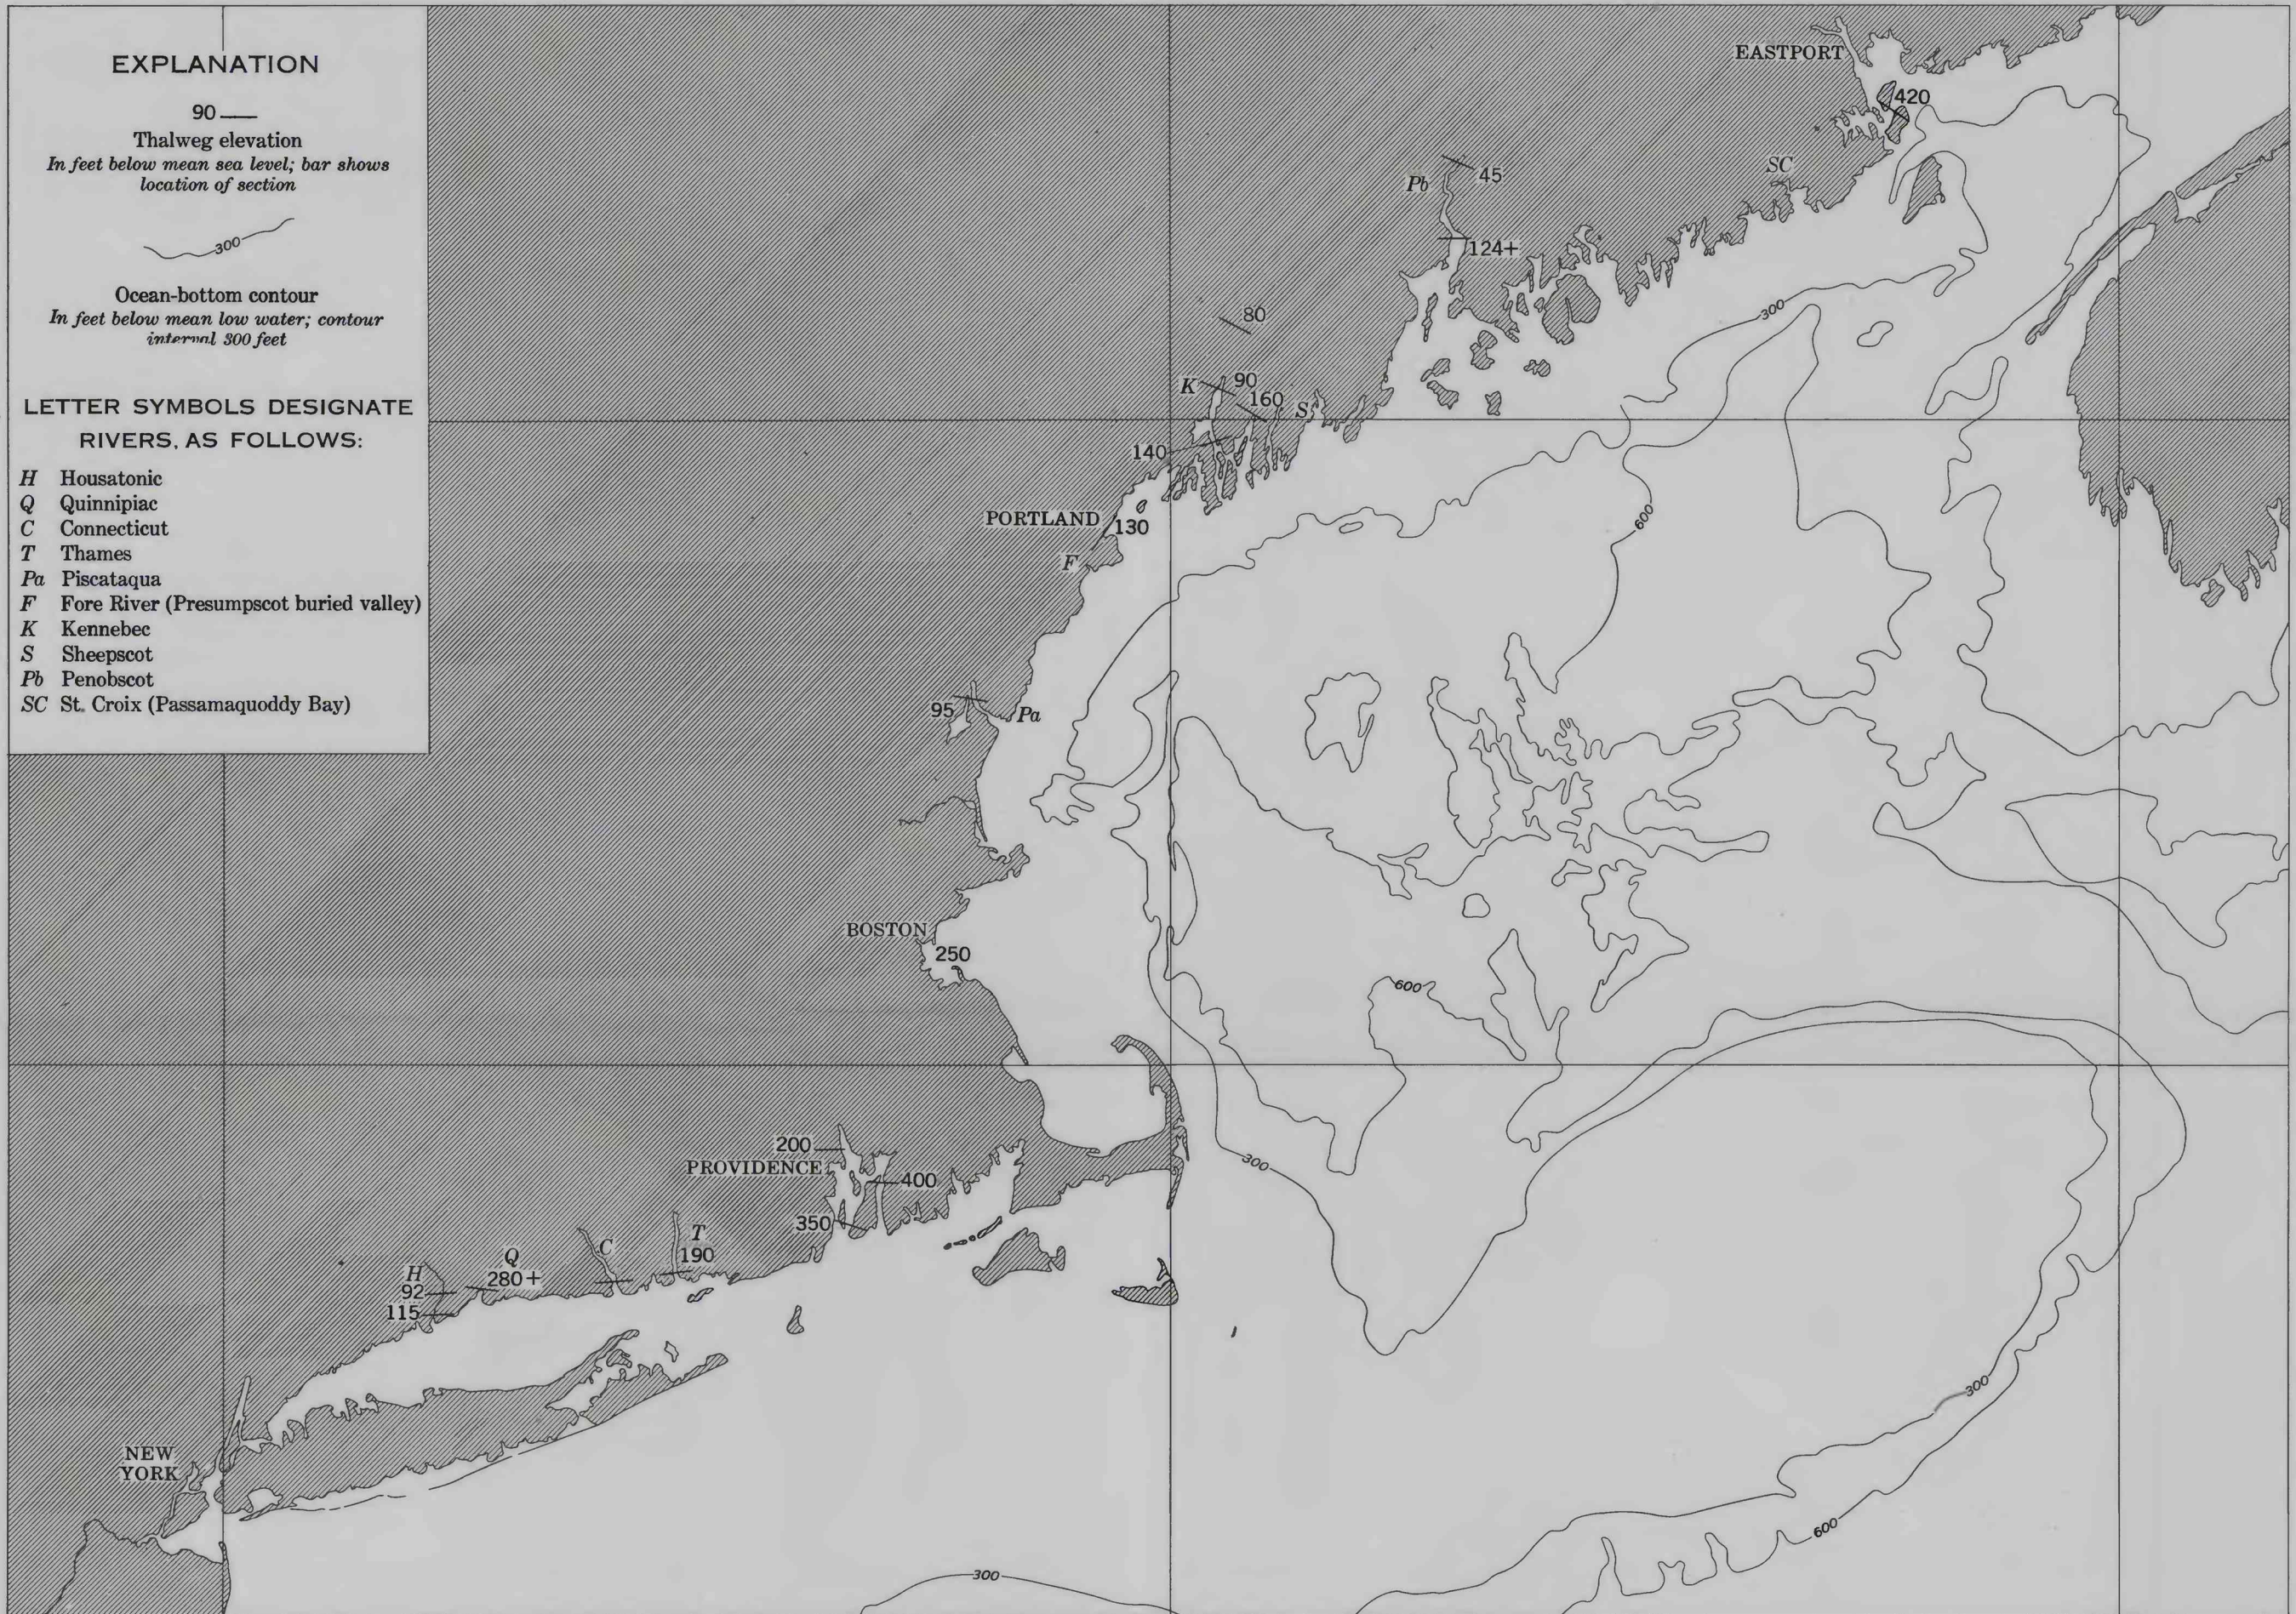 EXPLANATION
90
Thalweg elevation
In feet below mean sea level; bar shows
location of section
300
Ocean-bottom contour
In feet below mean low water; contour
interval 300 feet
LETTER SYMBOLS DESIGNATE
RIVERS, AS FOLLOWS:
H Housatonic
Q Quinnipiac
C Connecticut
T Thames
Pa Piscataqua
F Fore River (Presumpscot buried valley)
K Kennebec
S Sheepscot
Pb Penobscot
SC St. Croix (Passamaquoddy Bay)
EASTPORT
420
SC
45
Pb
124+
80
300
K
90
160
S
140
PORTLAND
130
600
F
95
Pa
BOSTON
250
600
200
PROVIDENCE
300
400
350
T
190
C
Q
280+
H
92
115
300
NEW
YORK
600
300